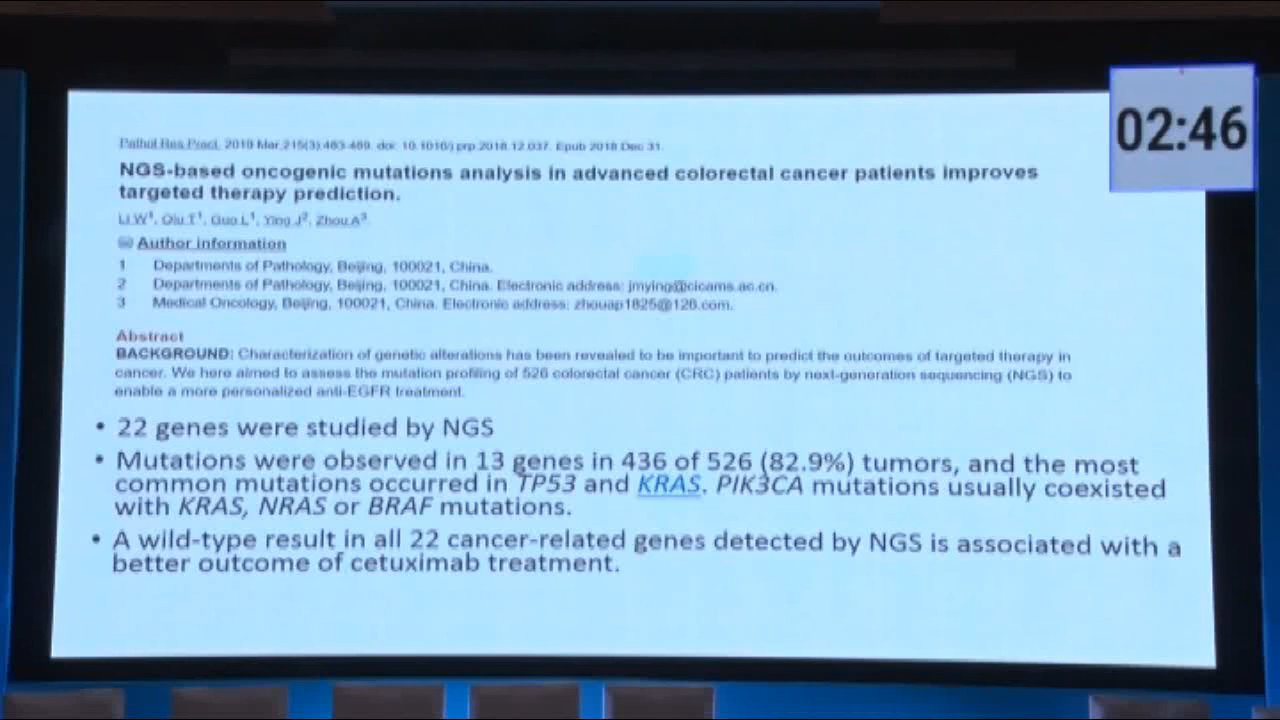 02:46
Pathol Res Pract. 2019 Mar;215(3):483-489. doi: 10.1016/j.prp.2018.12.037. Epub 2018 Dec 31.
NGS-based oncogenic mutations analysis in advanced colorectal cancer patients improves
targeted therapy prediction.
Li W1, Qiu T1, Guo L1, Ying J2, Zhou A3.
Author information
1 Departments of Pathology, Beijing, 100021, China.
2 Departments of Pathology, Beijing, 100021, China. Electronic address: jmying@cicams.ac.cn.
3 Medical Oncology, Beijing, 100021, China. Electronic address: zhouap1825@126.com.
Abstract
BACKGROUND: Characterization of genetic alterations has been revealed to be important to predict the outcomes of targeted therapy in
cancer. We here aimed to assess the mutation profiling of 526 colorectal cancer (CRC) patients by next-generation sequencing (NGS) to
enable a more personalized anti-EGFR treatment.
• 22 genes were studied by NGS
• Mutations were observed in 13 genes in 436 of 526 (82.9%) tumors, and the most
common mutations occurred in TP53 and KRAS. PIK3CA mutations usually coexisted
with KRAS, NRAS or BRAF mutations.
• A wild-type result in all 22 cancer-related genes detected by NGS is associated with a
better outcome of cetuximab treatment.